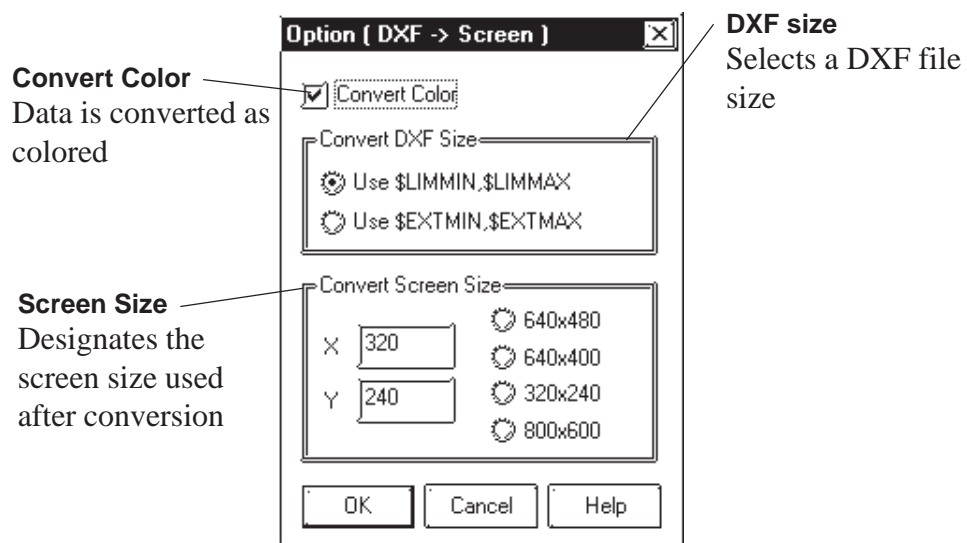 Option ( DXF -> Screen )
DXF size
Selects a DXF file
size
Convert Color
Data is converted as
colored
Convert Color
Convert DXF Size
Use $LIMMIN,$LIMMAX
Use $EXTMIN,$EXTMAX
Screen Size
Designates the
screen size used
after conversion
Convert Screen Size
X 320
Y 240
640x480
640x400
320x240
800x600
OK Cancel Help